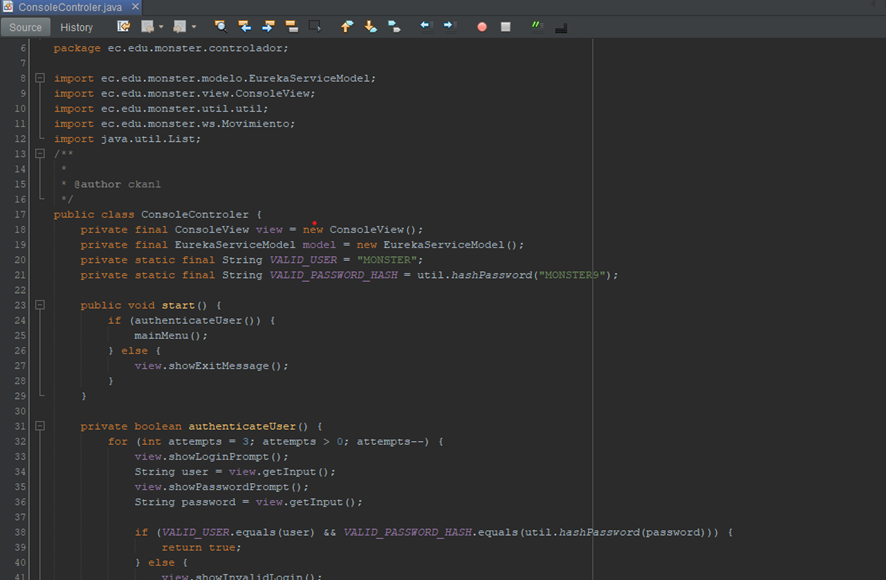 ConsoleControler.java
Source History
6 package ec.edu.monster.controlador;
7
8 import ec.edu.monster.modelo.EurekaServiceModel;
9 import ec.edu.monster.view.ConsoleView;
10 import ec.edu.monster.util.util;
11 import ec.edu.monster.ws.Movimiento;
12 import java.util.List;
13 /**
14 *
15 * @author ckan1
16 */
17 public class ConsoleControler {
18 private final ConsoleView view = new ConsoleView();
19 private final EurekaServiceModel model = new EurekaServiceModel();
20 private static final String VALID_USER = "MONSTER";
21 private static final String VALID_PASSWORD_HASH = util.hashPassword("MONSTER9");
22
23 public void start() {
24 if (authenticateUser()) {
25 mainMenu();
26 } else {
27 view.showExitMessage();
28 }
29 }
30
31 private boolean authenticateUser() {
32 for (int attempts = 3; attempts > 0; attempts--) {
33 view.showLoginPrompt();
34 String user = view.getInput();
35 view.showPasswordPrompt();
36 String password = view.getInput();
37
38 if (VALID_USER.equals(user) && VALID_PASSWORD_HASH.equals(util.hashPassword(password))) {
39 return true;
40 } else {
41 view.showInvalidLogin();